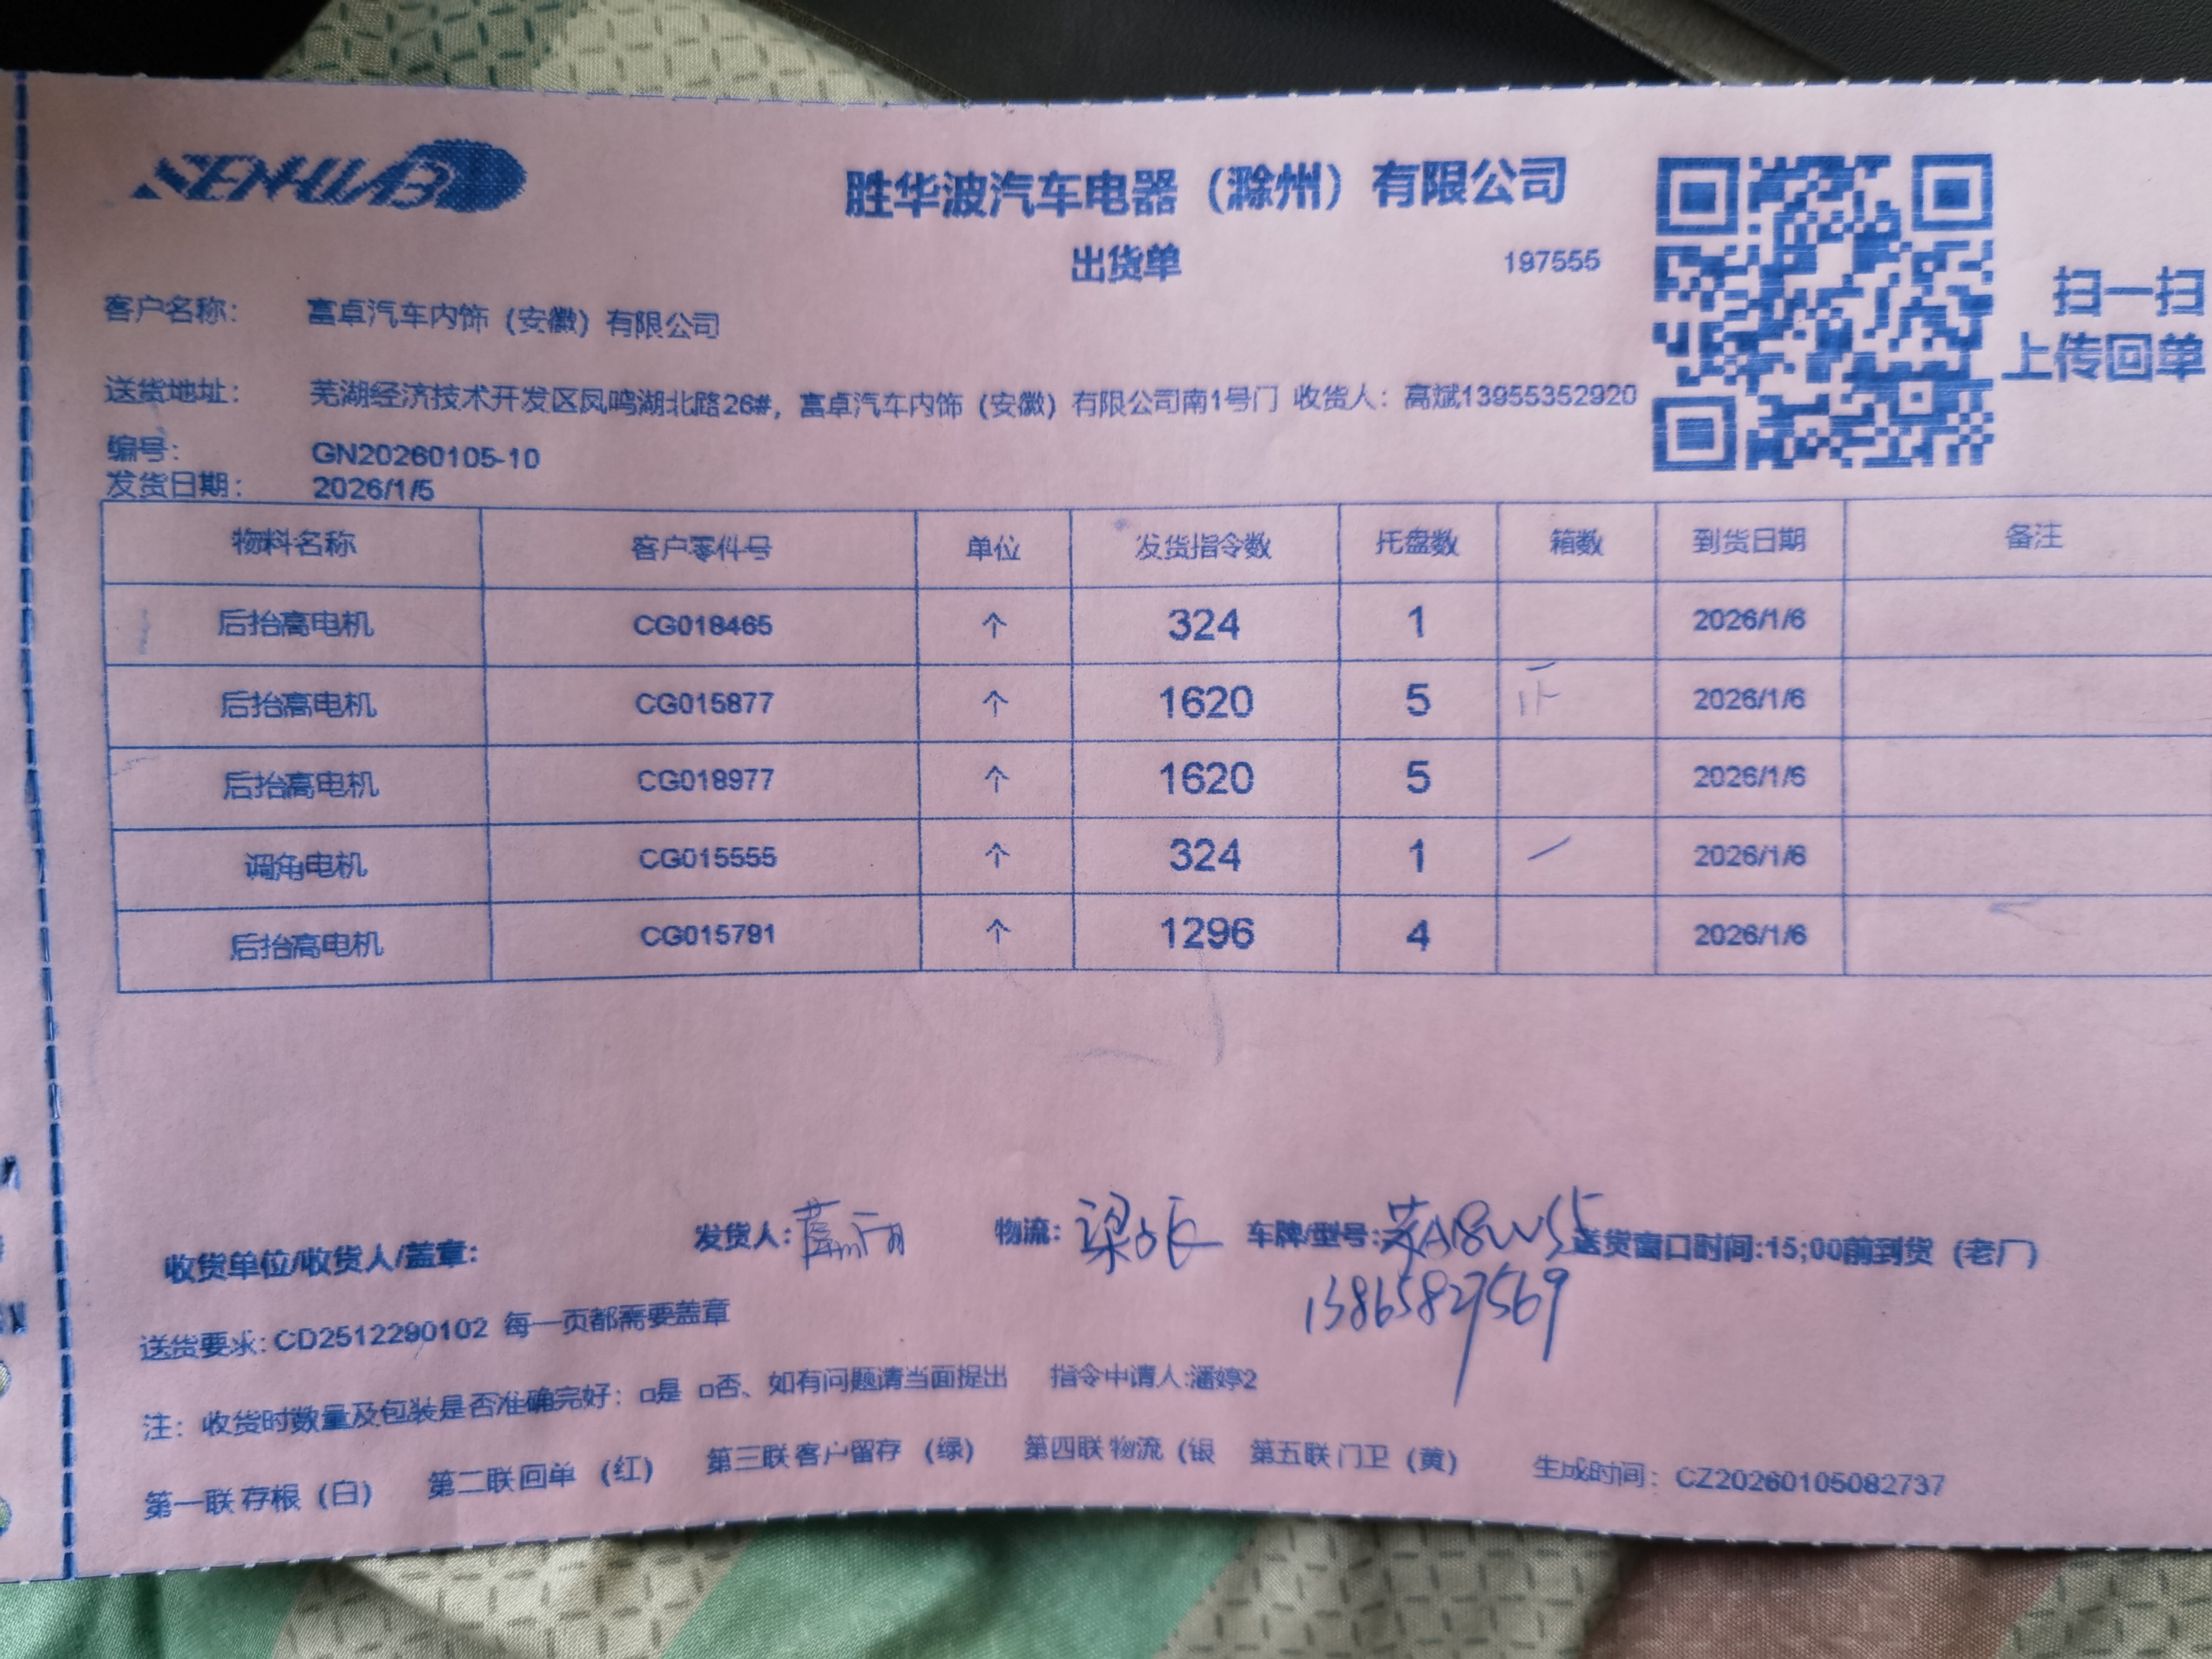 SENHUAB
胜华波汽车电器（滁州）有限公司
出货单
197555
扫一扫
上传回单
客户名称： 富卓汽车内饰（安徽）有限公司
送货地址： 芜湖经济技术开发区凤鸣湖北路26#，富卓汽车内饰（安徽）有限公司南1号门 收货人：高斌13955352920
编号： GN20260105-10
发货日期： 2026/1/5
物料名称 客户零件号 单位 发货指令数 托盘数 箱数 到货日期 备注
后抬高电机 CG018465 个 324 1 2026/1/6
后抬高电机 CG015877 个 1620 5 2026/1/6
后抬高电机 CG018977 个 1620 5 2026/1/6
调角电机 CG015555 个 324 1 2026/1/6
后抬高电机 CG015791 个 1296 4 2026/1/6
收货单位/收货人/盖章： 发货人： 物流： 车牌/型号： 送货窗口时间:15;00前到货（老厂）
13865827569
送货要求:CD2512290102 每一页都需要盖章
注：收货时数量及包装是否准确完好：□是 □否、如有问题请当面提出 指令申请人:潘婷2
第一联存根（白） 第二联回单（红） 第三联客户留存（绿） 第四联物流（银 第五联门卫（黄） 生成时间：CZ20260105082737